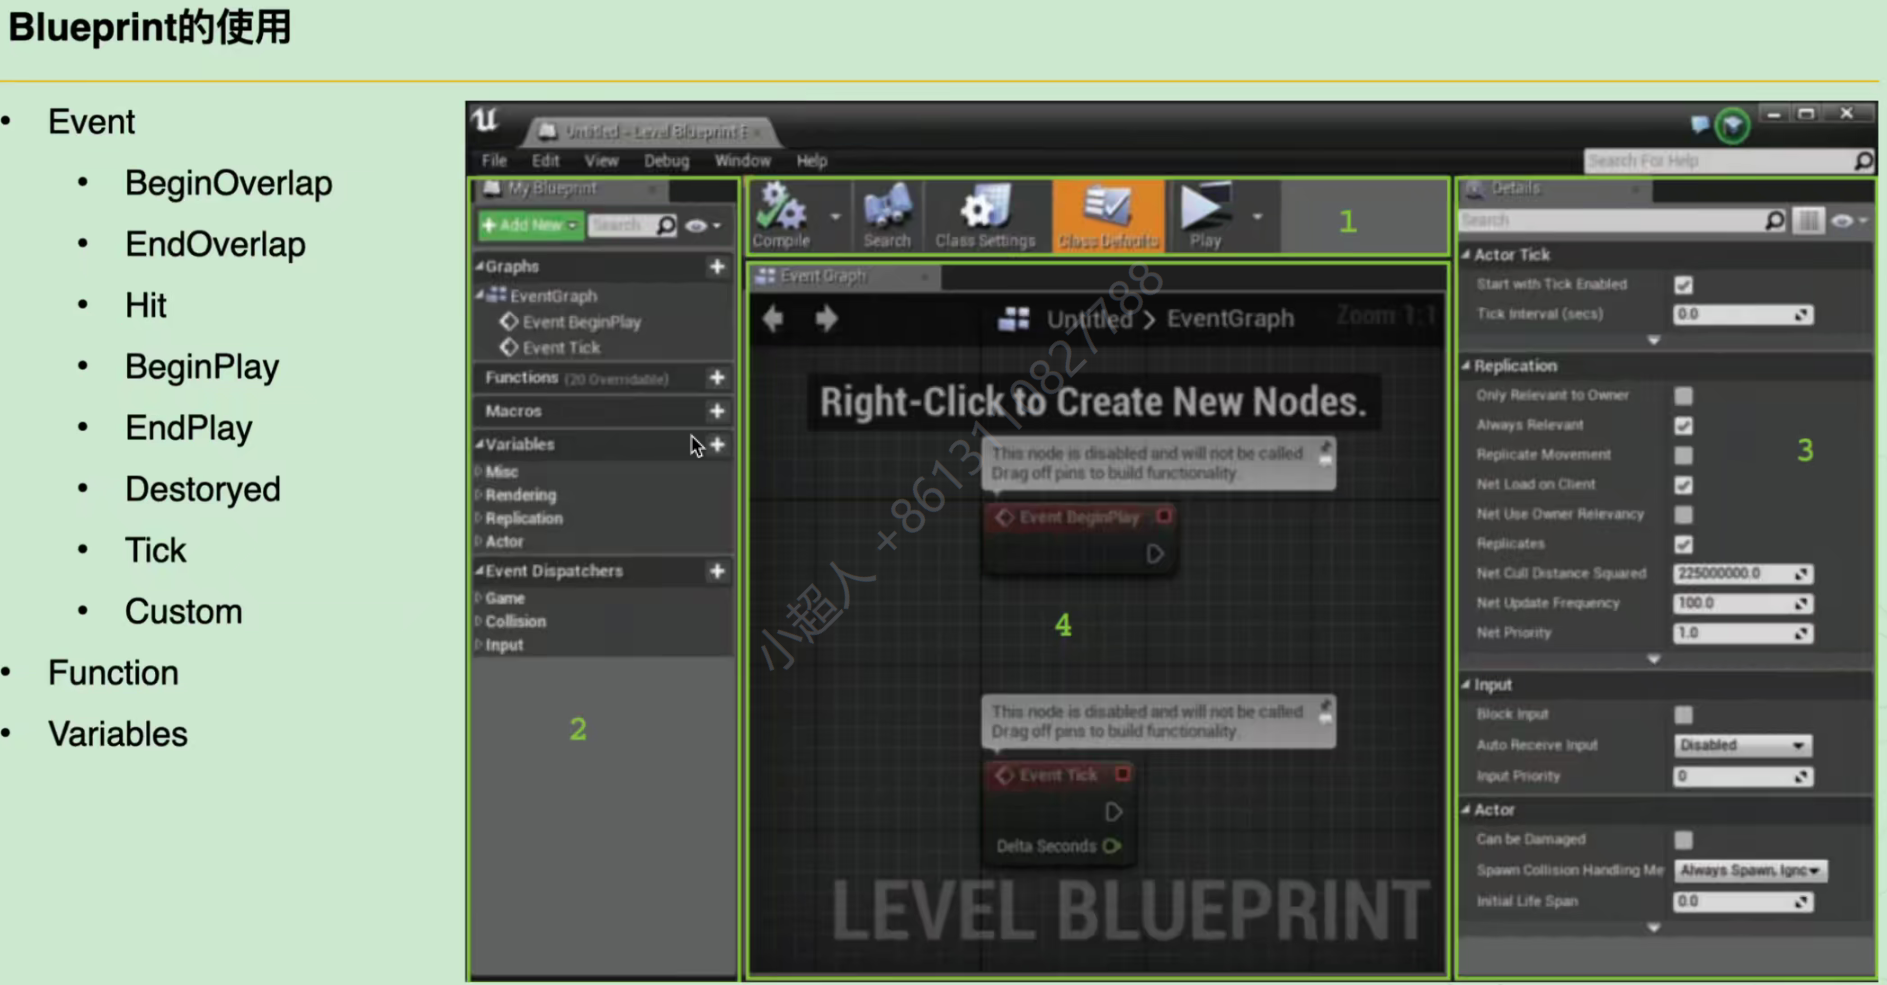 Blueprint的使用
• Event
• BeginOverlap
• EndOverlap
• Hit
• BeginPlay
• EndPlay
• Destoryed
• Tick
• Custom
• Function
• Variables
Untitled - Level Blueprint E
File Edit View Debug Window Help
Search For Help
My Blueprint
Add New
Search
Graphs
EventGraph
Event BeginPlay
Event Tick
Functions (20 Overridable)
Macros
Variables
Misc
Rendering
Replication
Actor
Event Dispatchers
Game
Collision
Input
2
Compile Search Class Settings Class Defaults Play
1
Event Graph
Untitled > EventGraph
Zoom 1:1
Right-Click to Create New Nodes.
This node is disabled and will not be called.
Drag off pins to build functionality.
Event BeginPlay
4
This node is disabled and will not be called.
Drag off pins to build functionality.
Event Tick
Delta Seconds
LEVEL BLUEPRINT
小超人 +8613110827788
Details
Search
Actor Tick
Start with Tick Enabled
Tick Interval (secs) 0.0
Replication
Only Relevant to Owner
Always Relevant
Replicate Movement
3
Net Load on Client
Net Use Owner Relevancy
Replicates
Net Cull Distance Squared 225000000.0
Net Update Frequency 100.0
Net Priority 1.0
Input
Block Input
Auto Receive Input Disabled
Input Priority 0
Actor
Can be Damaged
Spawn Collision Handling Me Always Spawn, Ignc
Initial Life Span 0.0